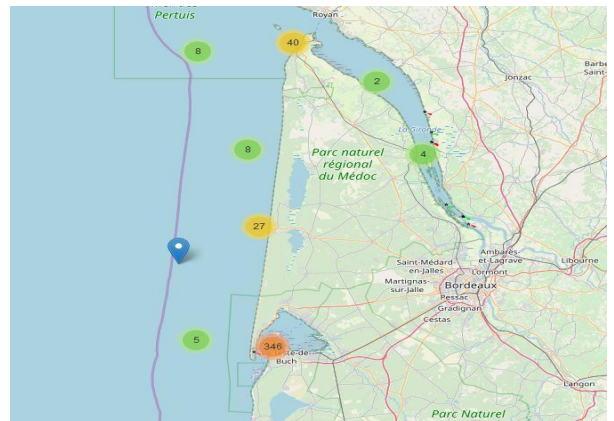 Pertuis
Royan
8
40
2
Jonzac
La Gironde
8
Parc naturel
régional
du Médoc
4
27
Ambarès-
et-Lagrave
Saint-Médard-
en-Jalles
Lormont
Libourne
Martignas-
sur-Jalle
Bordeaux
Pessac
Gradignan
Cestas
5
346
Buch
Langon
Parc Naturel